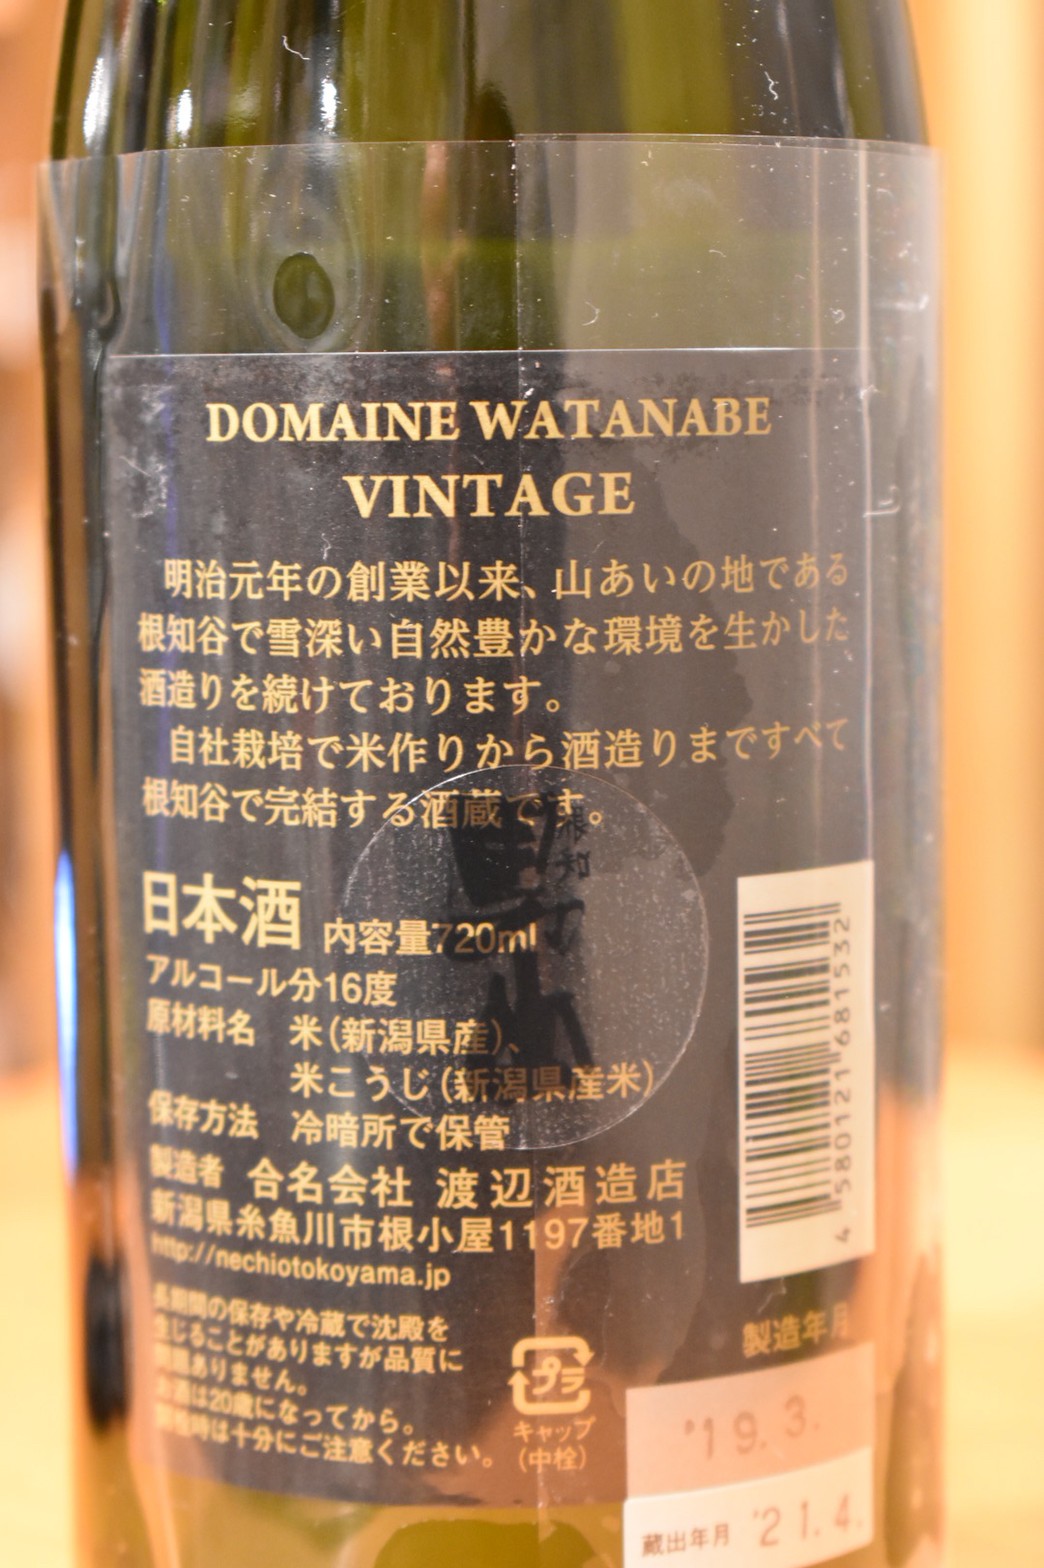 DOMAINE WATANABE
VINTAGE
明治元年の創業以来、山あいの地である
根知谷で雪深い自然豊かな環境を生かした
酒造りを続けております。
自社栽培で米作りから酒造りまですべて
根知谷で完結する酒蔵です。
日本酒 内容量720ml
アルコール分16度
原材料名 米(新潟県産)、
米こうじ(新潟県産米)
保存方法 冷暗所で保管
製造者 合名会社 渡辺酒造店
新潟県糸魚川市根小屋1197番地1
http://nechiotokoyama.jp
長期間の保存や冷蔵で沈殿を
生じることがありますが品質に
問題ありません。
お酒は20歳になってから。
開栓時は十分にご注意ください。
プラ
キャップ
(中栓)
4580121681532
製造年月
'19.3.
蔵出年月 '21.4.